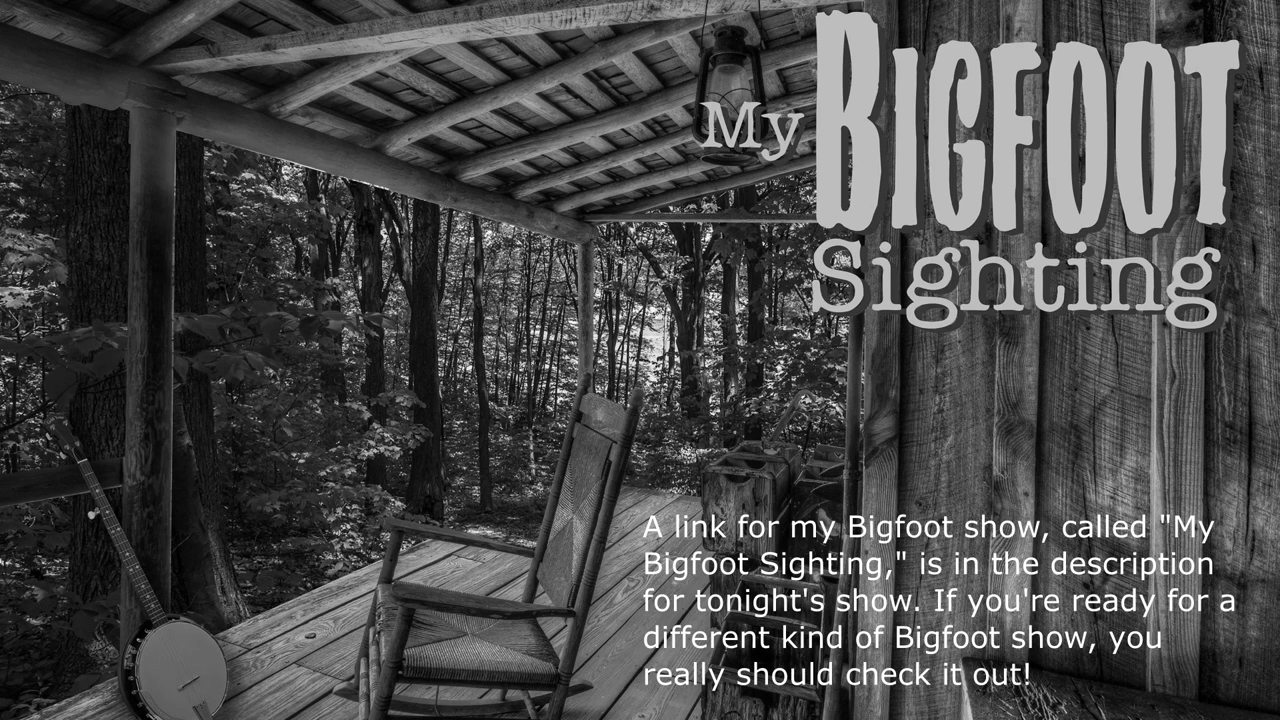 My BIGFOOT
Sighting
A link for my Bigfoot show, called "My
Bigfoot Sighting," is in the description
for tonight's show. If you're ready for a
different kind of Bigfoot show, you
really should check it out!